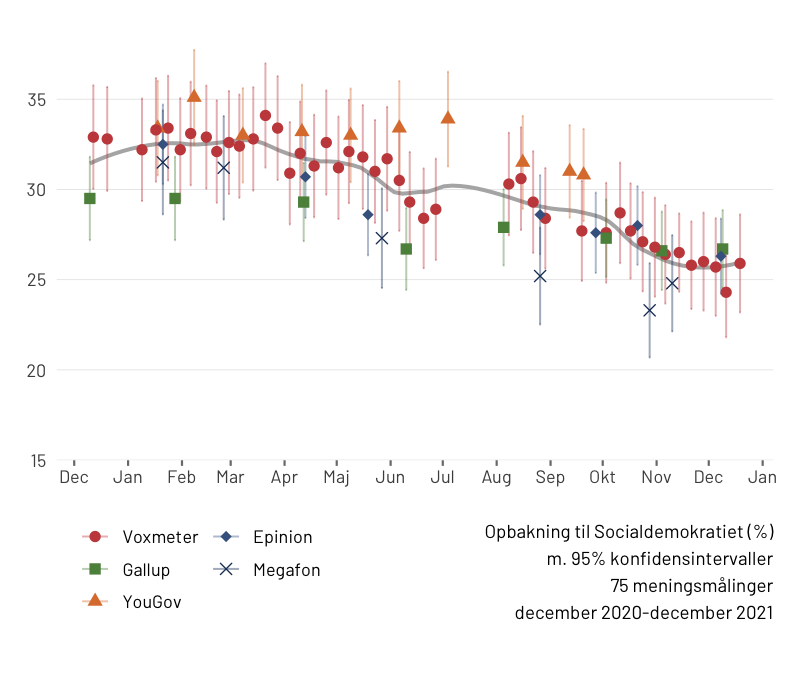 35
30
25
20
15
Dec Jan Feb Mar Apr Maj Jun Jul Aug Sep Okt Nov Dec Jan
Voxmeter Epinion
Gallup Megafon
YouGov
Opbakning til Socialdemokratiet (%)
m. 95% konfidensintervaller
75 meningsmålinger
december 2020-december 2021